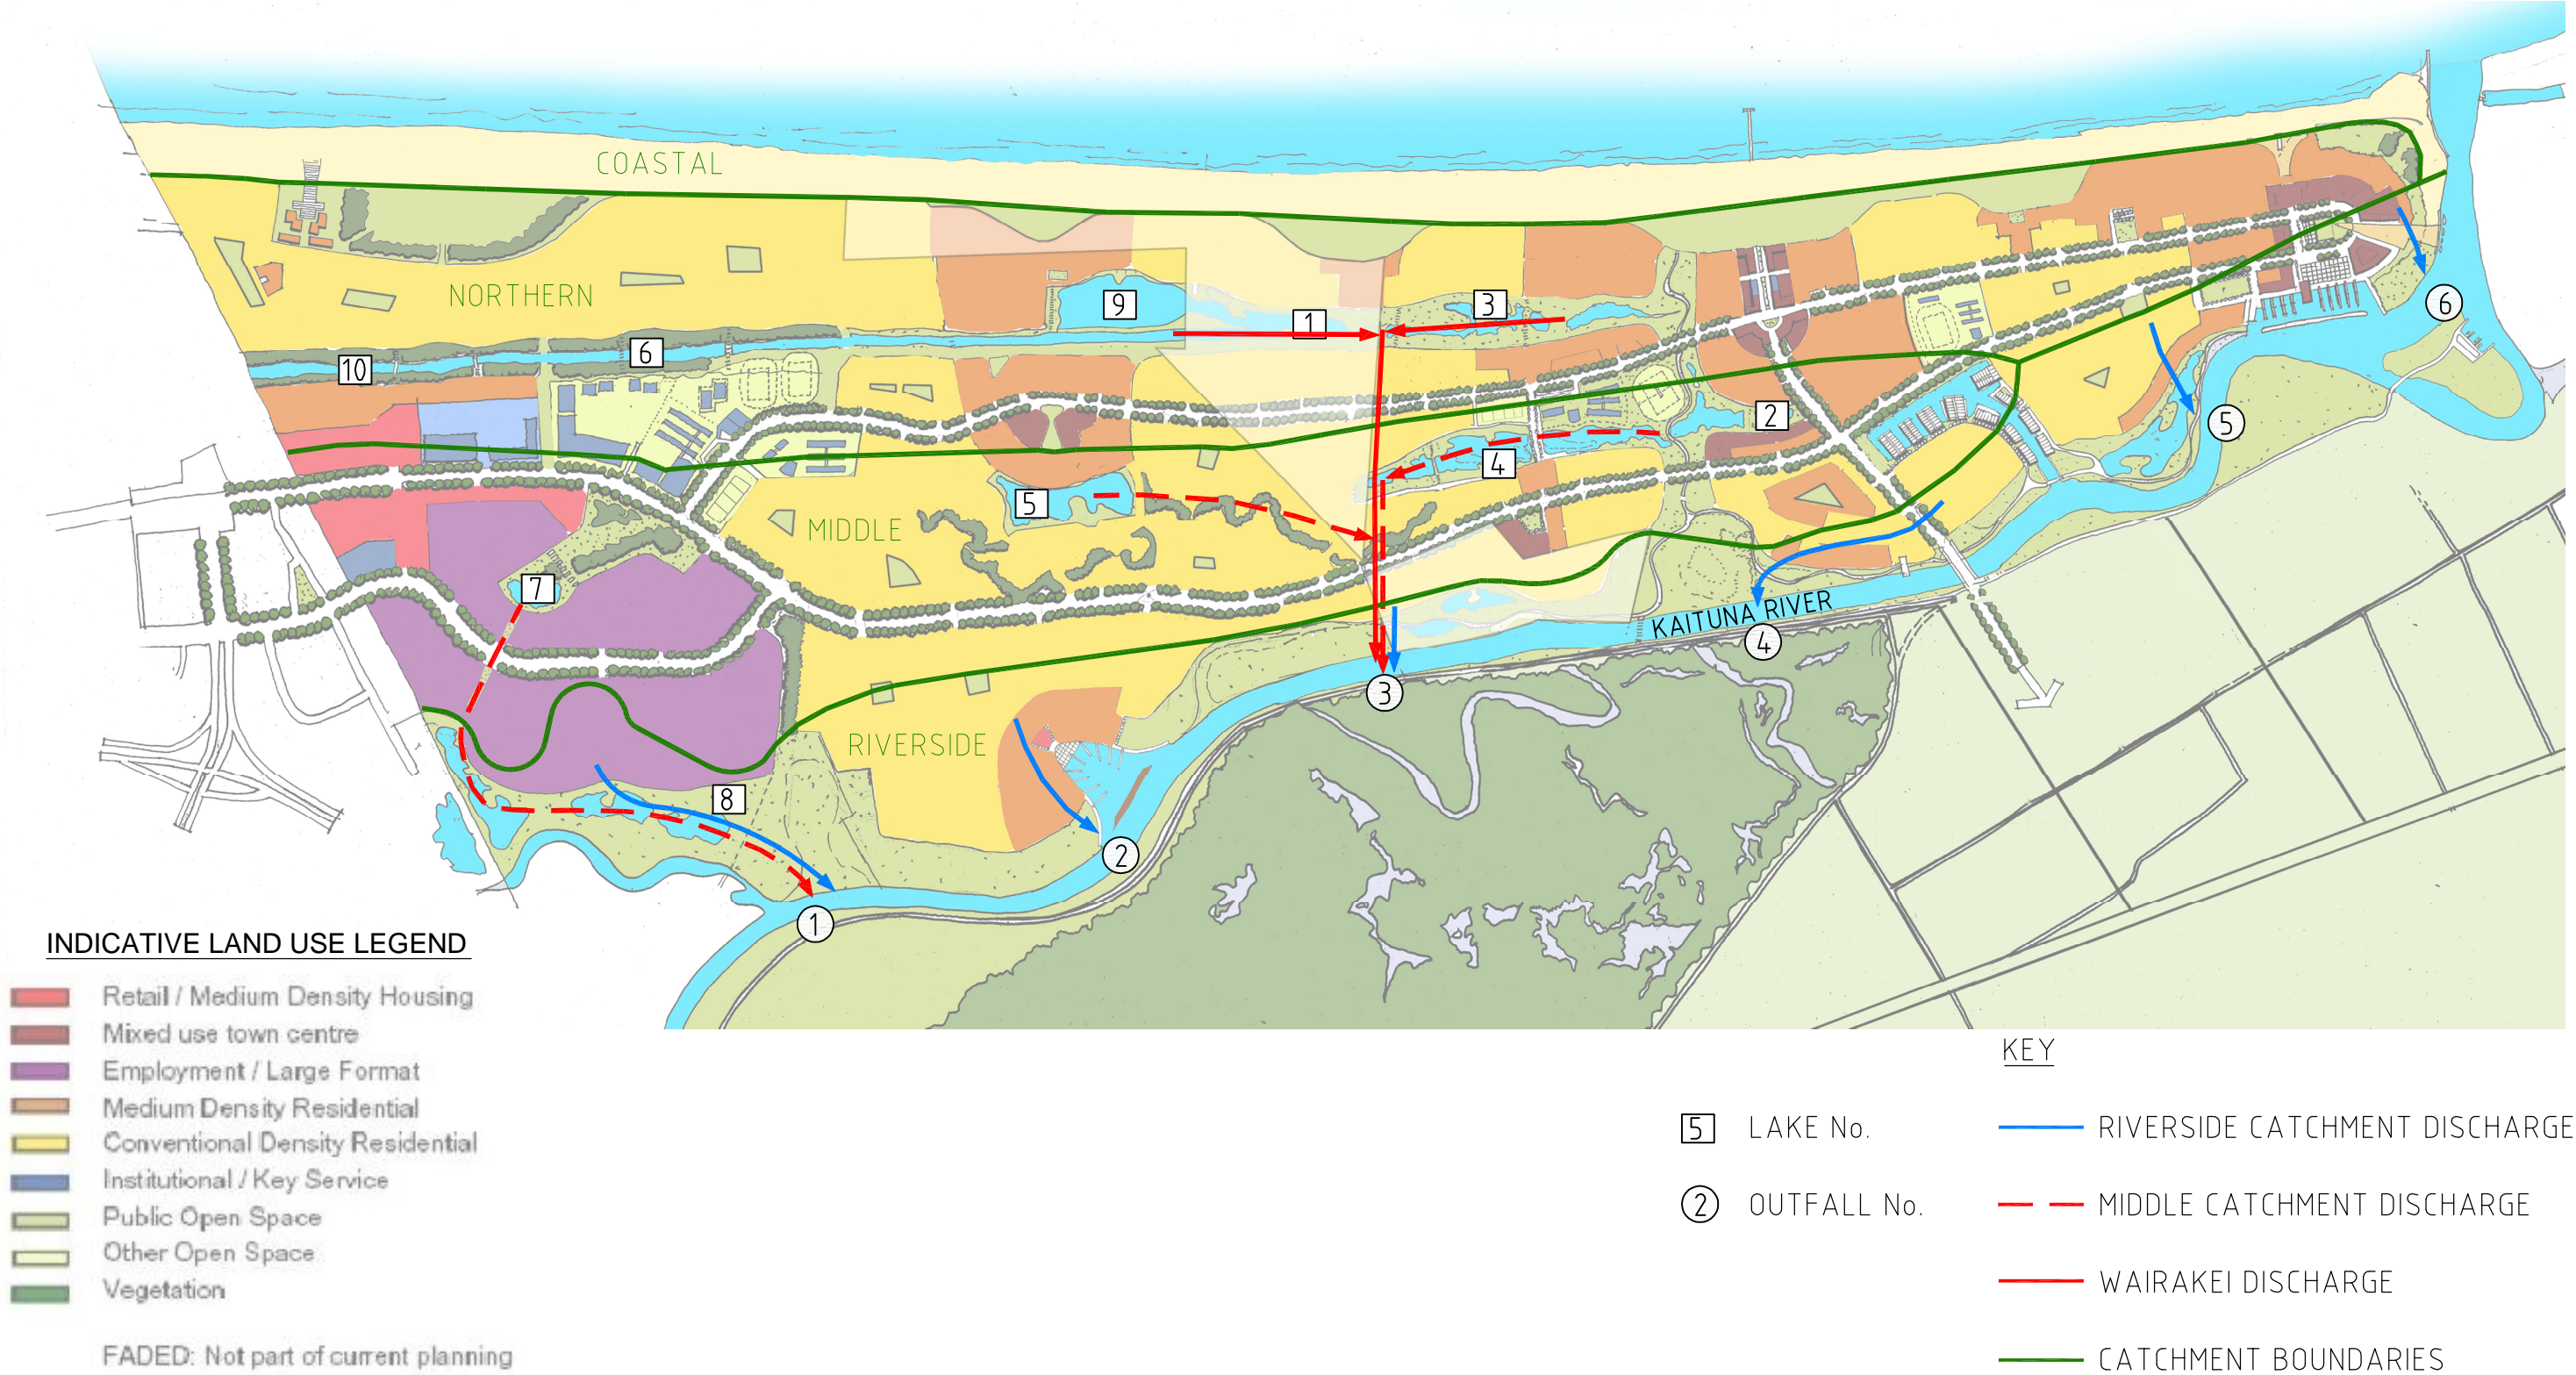 COASTAL
NORTHERN
9
1
3
6
10
6
2
5
4
5
MIDDLE
7
KAITUNA RIVER
4
3
RIVERSIDE
8
2
1
INDICATIVE LAND USE LEGEND
Retail / Medium Density Housing
Mixed use town centre
Employment / Large Format
Medium Density Residential
Conventional Density Residential
Institutional / Key Service
Public Open Space
Other Open Space
Vegetation
FADED: Not part of current planning
KEY
5 LAKE No.
2 OUTFALL No.
RIVERSIDE CATCHMENT DISCHARGE
MIDDLE CATCHMENT DISCHARGE
WAIRAKEI DISCHARGE
CATCHMENT BOUNDARIES